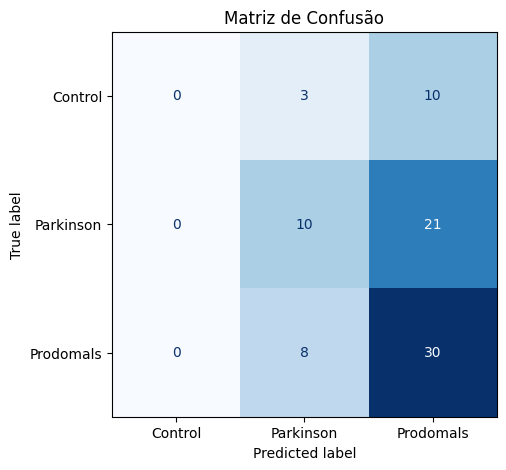 Matriz de Confusão
True label
Control
0 3 10
Parkinson
0 10 21
Prodomals
0 8 30
Control Parkinson Prodomals
Predicted label